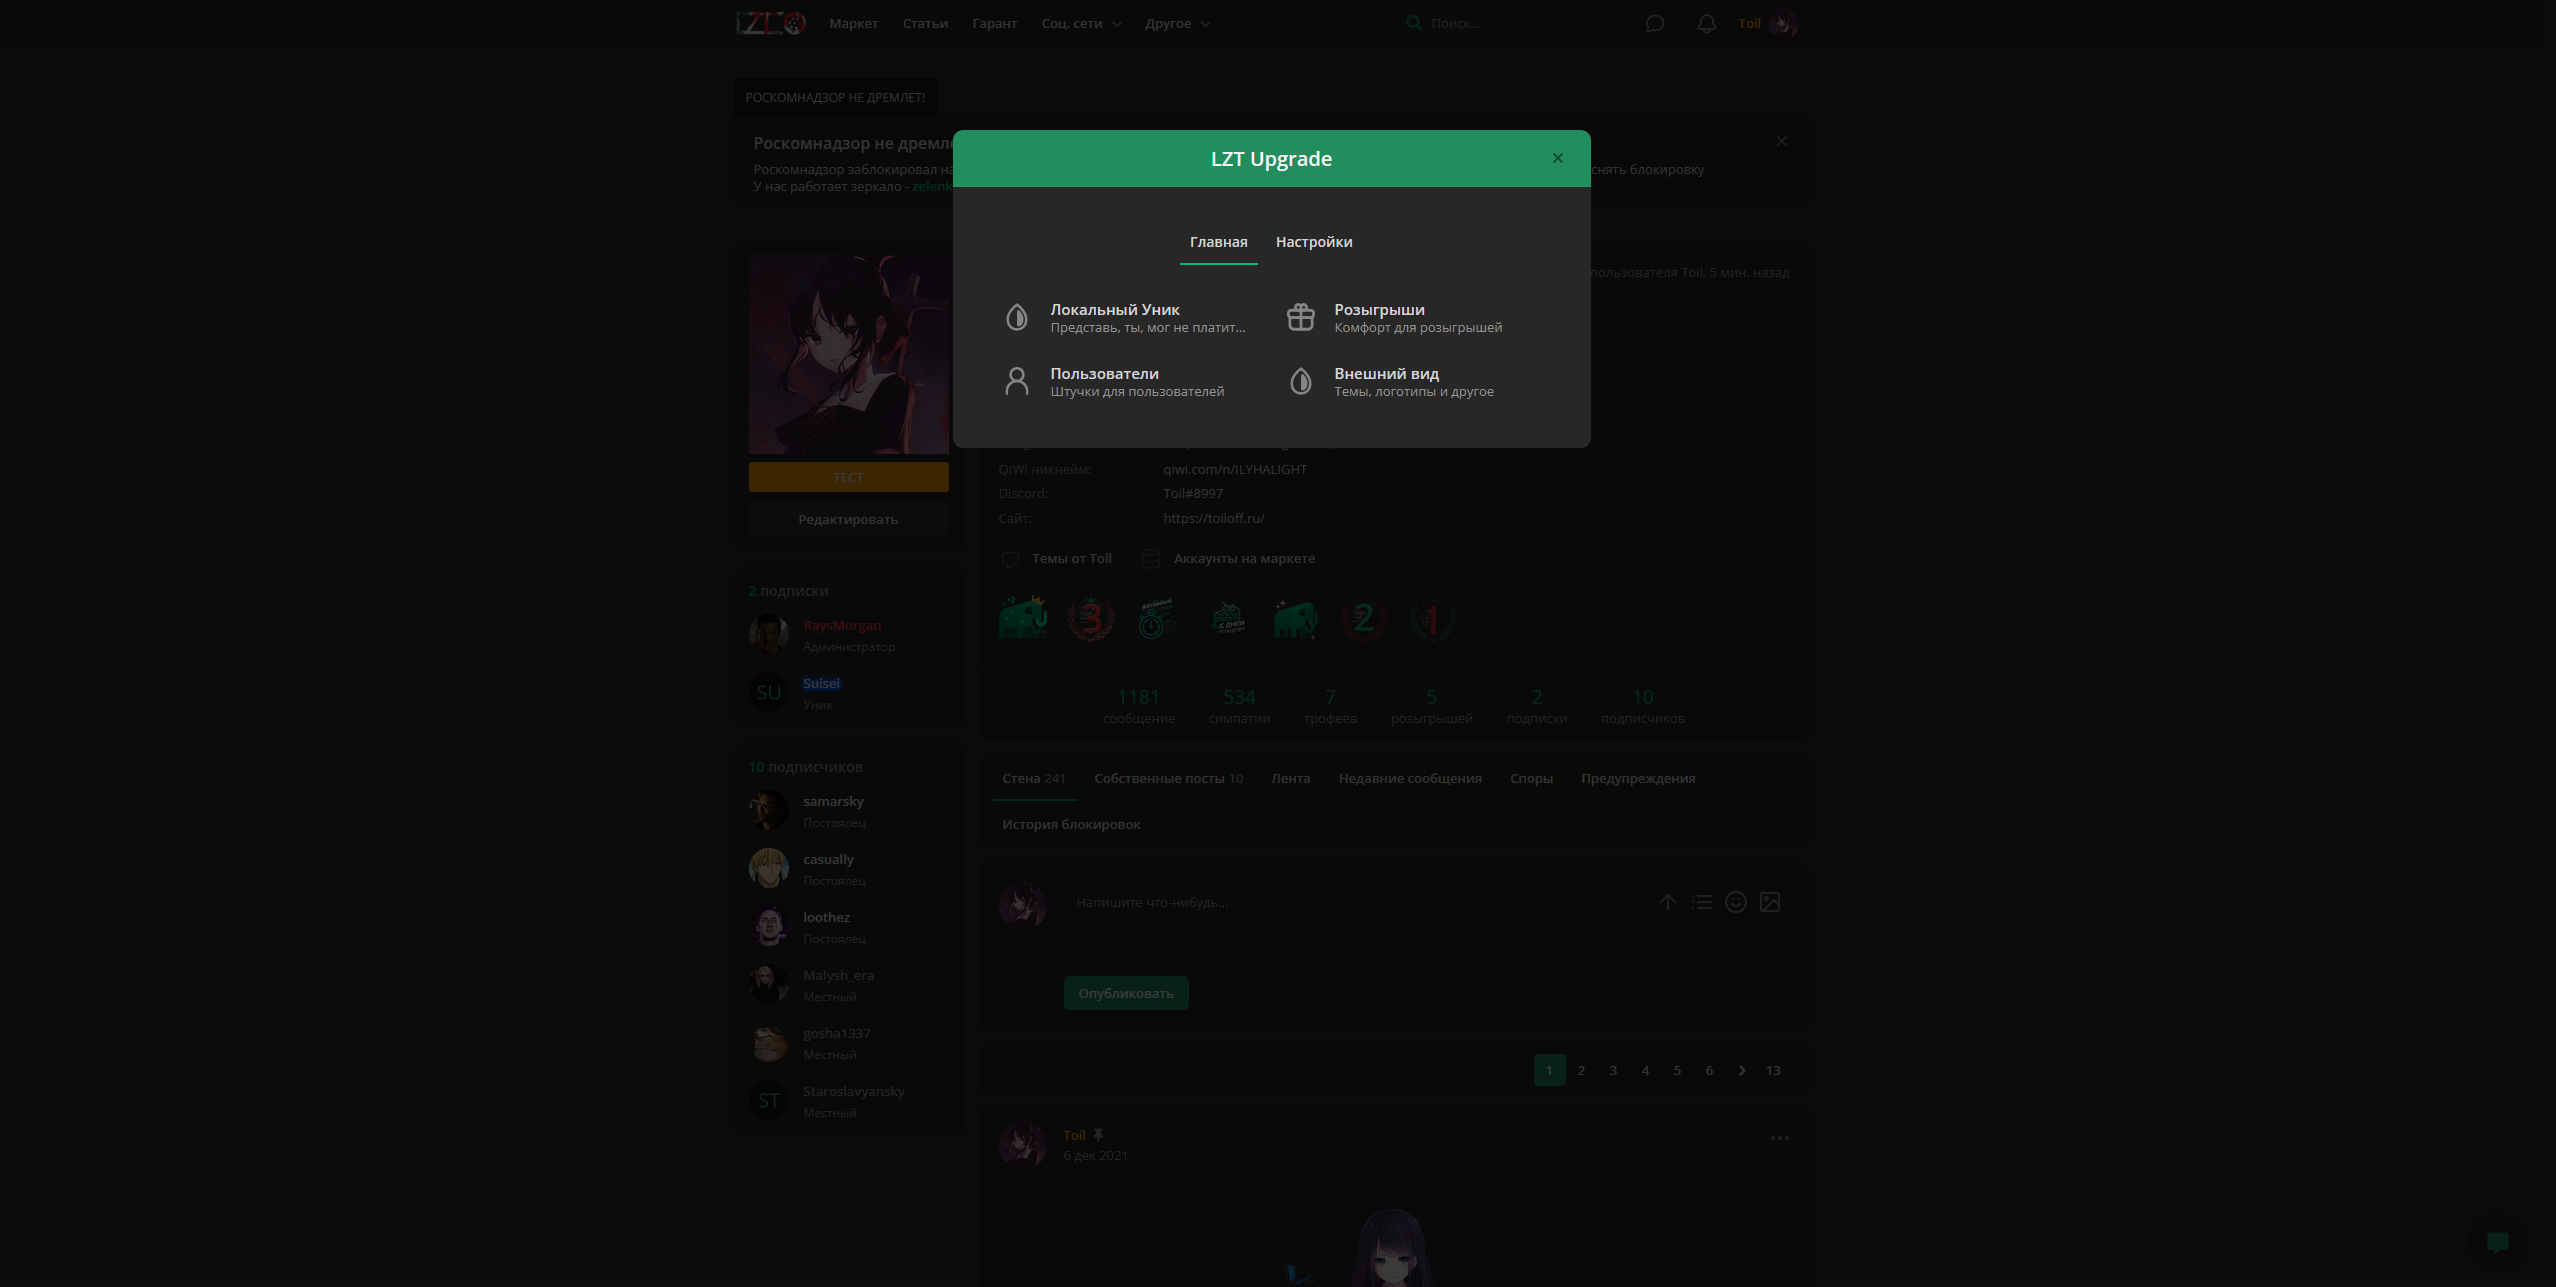 LZT
Маркет
Статьи
Гарант
Соц. сети
Другое
Поиск...
Toil
РОСКОМНАДЗОР НЕ ДРЕМЛЕТ!
Роскомнадзор не дремле
Роскомнадзор заблокировал на
снять блокировку
У нас работает зеркало - zelenk
LZT Upgrade
Главная
Настройки
Локальный Уник
Представь, ты, мог не платит...
Розыгрыши
Комфорт для розыгрышей
Пользователи
Штучки для пользователей
Внешний вид
Темы, логотипы и другое
пользователя Toil, 5 мин. назад
ТЕСТ
Редактировать
QIWI никнейм:
qiwi.com/n/ILYHALIGHT
Discord:
Toil#8997
Сайт:
https://toiloff.ru/
Темы от Toil
Аккаунты на маркете
3
2
1
2 подписки
RaysMorgan
Администратор
SU
Suisei
Уник
1181
сообщение
534
симпатии
7
трофеев
5
розыгрышей
2
подписки
10
подписчиков
10 подписчиков
samarsky
Постоялец
casually
Постоялец
loothez
Постоялец
Malysh_era
Местный
gosha1337
Местный
ST
Staroslavyansky
Местный
Стена 241
Собственные посты 10
Лента
Недавние сообщения
Споры
Предупреждения
История блокировок
Напишите что-нибудь...
Опубликовать
1 2 3 4 5 6 › 13
Toil
6 дек 2021